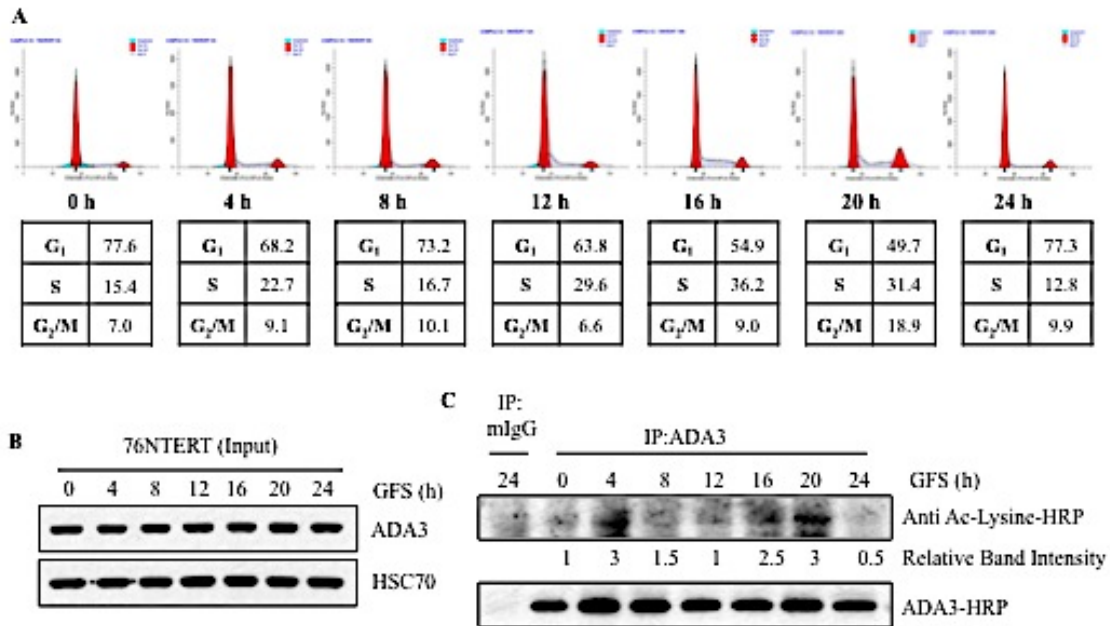 A
0 h
4 h
8 h
12 h
16 h
20 h
24 h
G1 77.6
S 15.4
G2/M 7.0
G1 68.2
S 22.7
G2/M 9.1
G1 73.2
S 16.7
G2/M 10.1
G1 63.8
S 29.6
G2/M 6.6
G1 54.9
S 36.2
G2/M 9.0
G1 49.7
S 31.4
G2/M 18.9
G1 77.3
S 12.8
G2/M 9.9
B
76NTERT (Input)
0 4 8 12 16 20 24 GFS (h)
ADA3
HSC70
C
IP:
mIgG
IP:ADA3
24 0 4 8 12 16 20 24 GFS (h)
Anti Ac-Lysine-HRP
1 3 1.5 1 2.5 3 0.5 Relative Band Intensity
ADA3-HRP